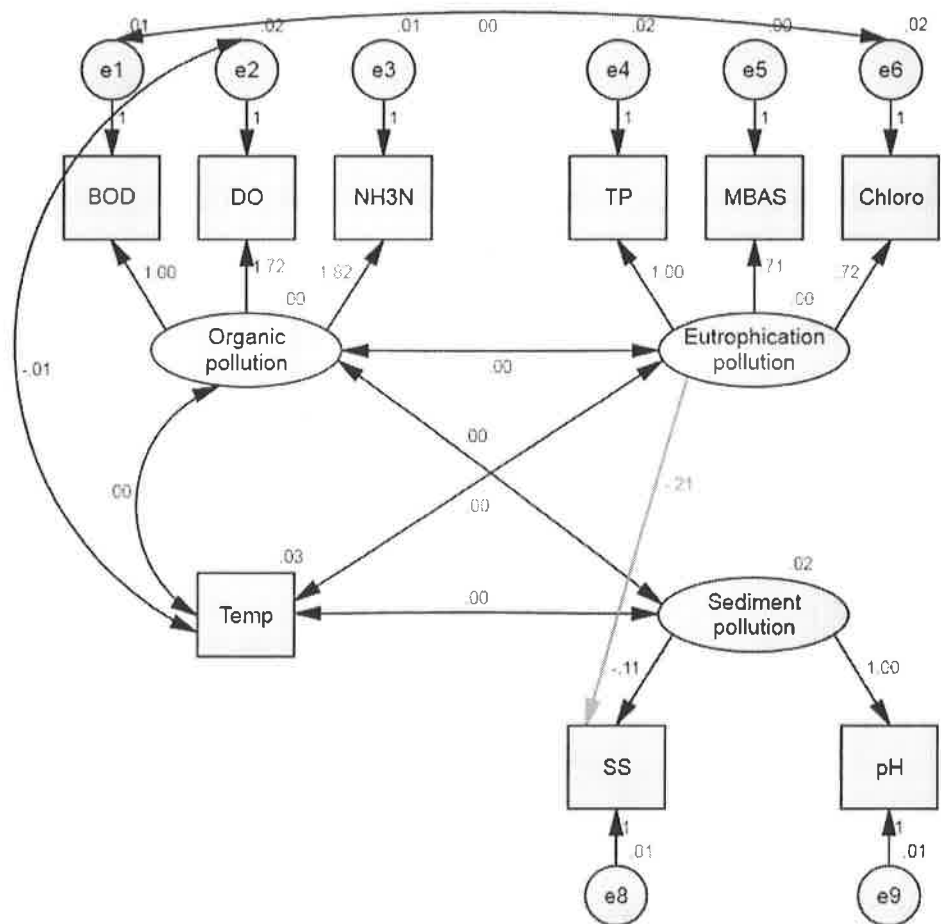 .01 .02 .01 .00 .02 .00 .02
e1 e2 e3 e4 e5 e6
1 1 1 1 1 1
BOD DO NH3N TP MBAS Chloro
1.00 1.72 1.82 1.00 .71 .72
.00 .00
Organic
pollution
Eutrophication
pollution
.00
-.01
.00
.00
.00
-.21
.03
Temp
.00
.02
Sediment
pollution
-.11 1.00
SS pH
1 1
.01 .01
e8 e9